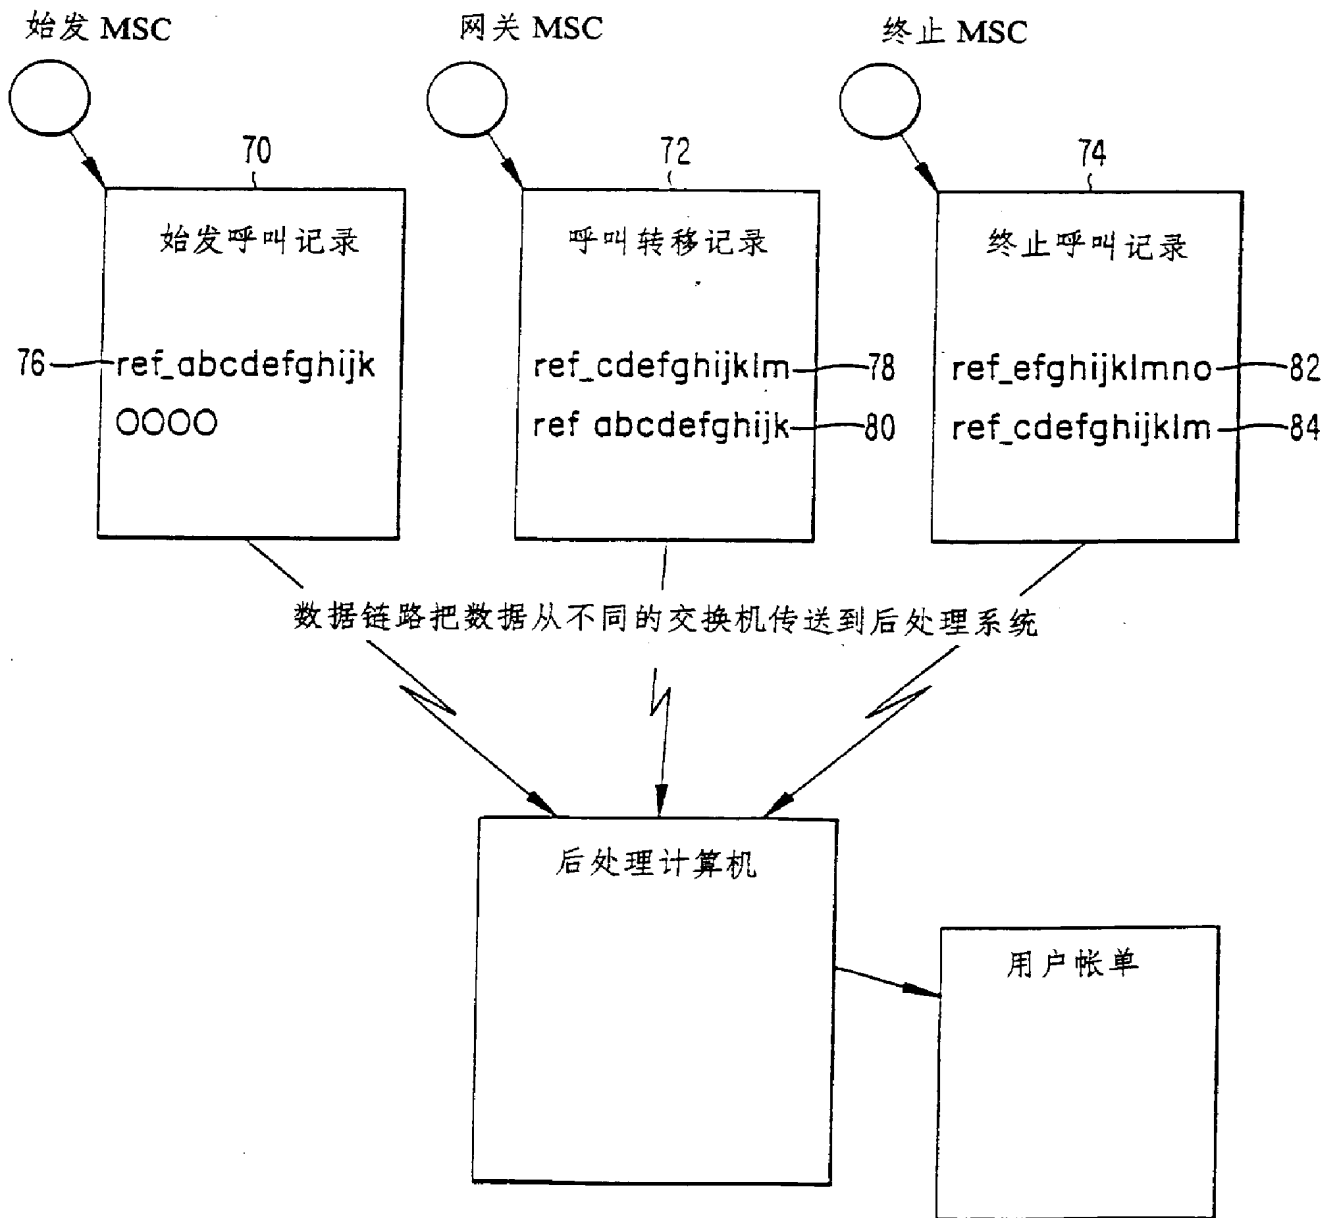 始发 MSC
网关 MSC
终止 MSC
70
72
74
始发呼叫记录
呼叫转移记录
终止呼叫记录
76 ref_abcdefghijk
ref_cdefghijklm 78
ref_efghijklmno 82
0000
ref abcdefghijk 80
ref_cdefghijklm 84
数据链路把数据从不同的交换机传送到后处理系统
后处理计算机
用户帐单